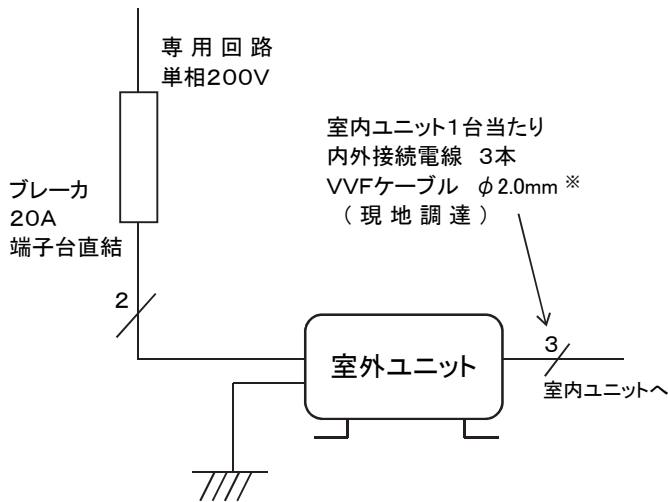 専用回路
単相200V
室内ユニット1台当たり
内外接続電線 3本
VVFケーブル φ2.0mm※
(現地調達)
ブレーカ
20A
端子台直結
2
3
室外ユニット
室内ユニットへ